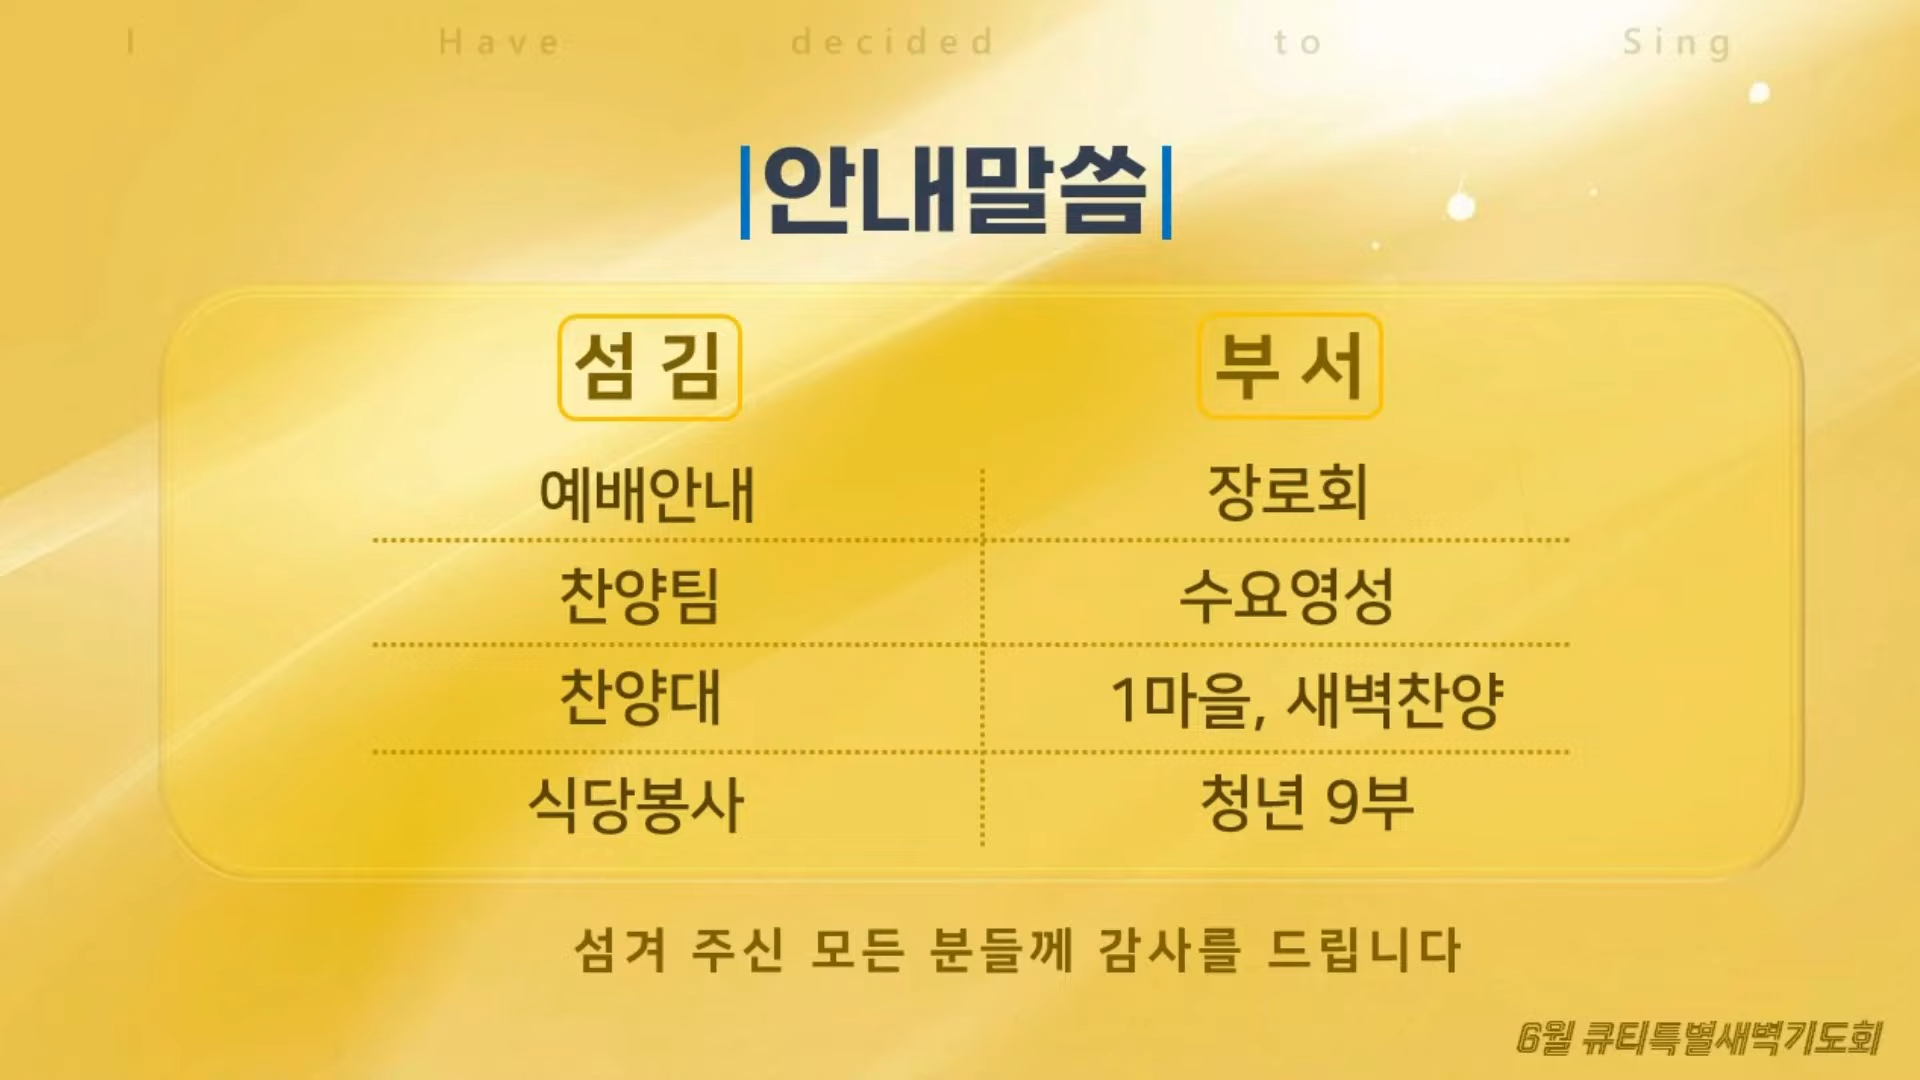 I Have decided to Sing
안내말씀
섬김 부서
예배안내 장로회
찬양팀 수요영성
찬양대 1마을, 새벽찬양
식당봉사 청년 9부
섬겨 주신 모든 분들께 감사를 드립니다
6월 큐티특별새벽기도회